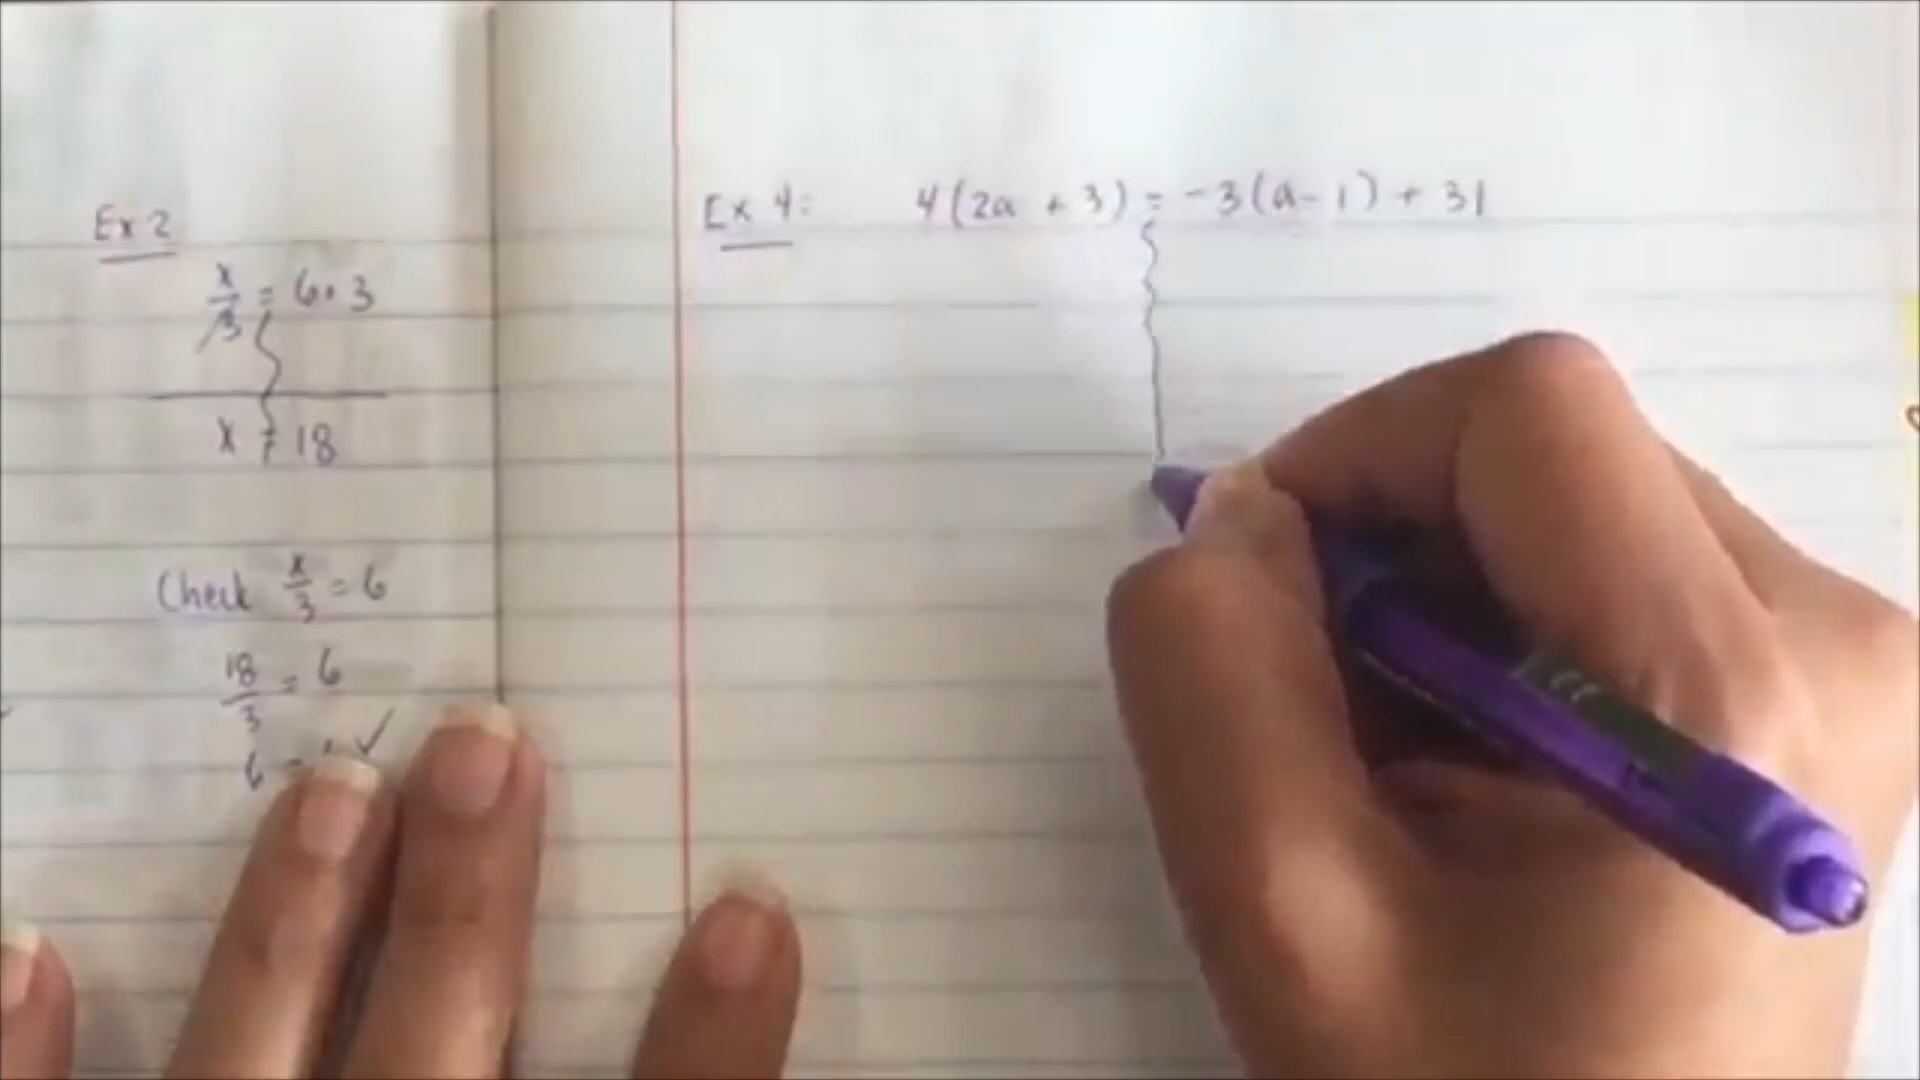 Ex 2
x/3 = 6 • 3
x = 18
Check x/3 = 6
18/3 = 6
6 =
Ex 4: 4(2a + 3) = -3(a - 1) + 31